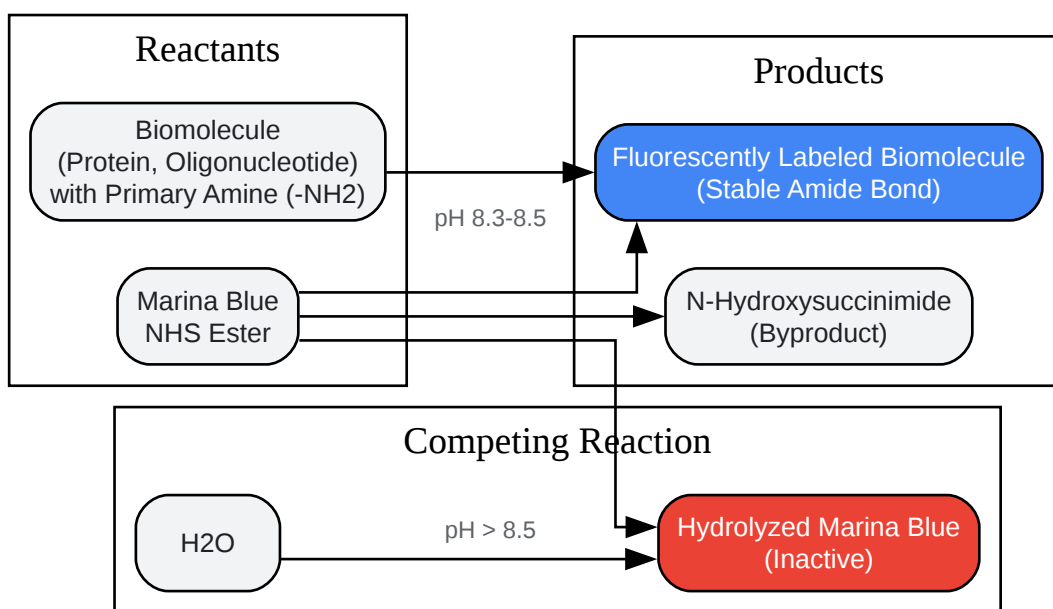 Reactants
Biomolecule
(Protein, Oligonucleotide)
with Primary Amine (-NH2)
pH 8.3-8.5
Marina Blue
NHS Ester
Products
Fluorescently Labeled Biomolecule
(Stable Amide Bond)
N-Hydroxysuccinimide
(Byproduct)
Competing Reaction
H2O
pH > 8.5
Hydrolyzed Marina Blue
(Inactive)